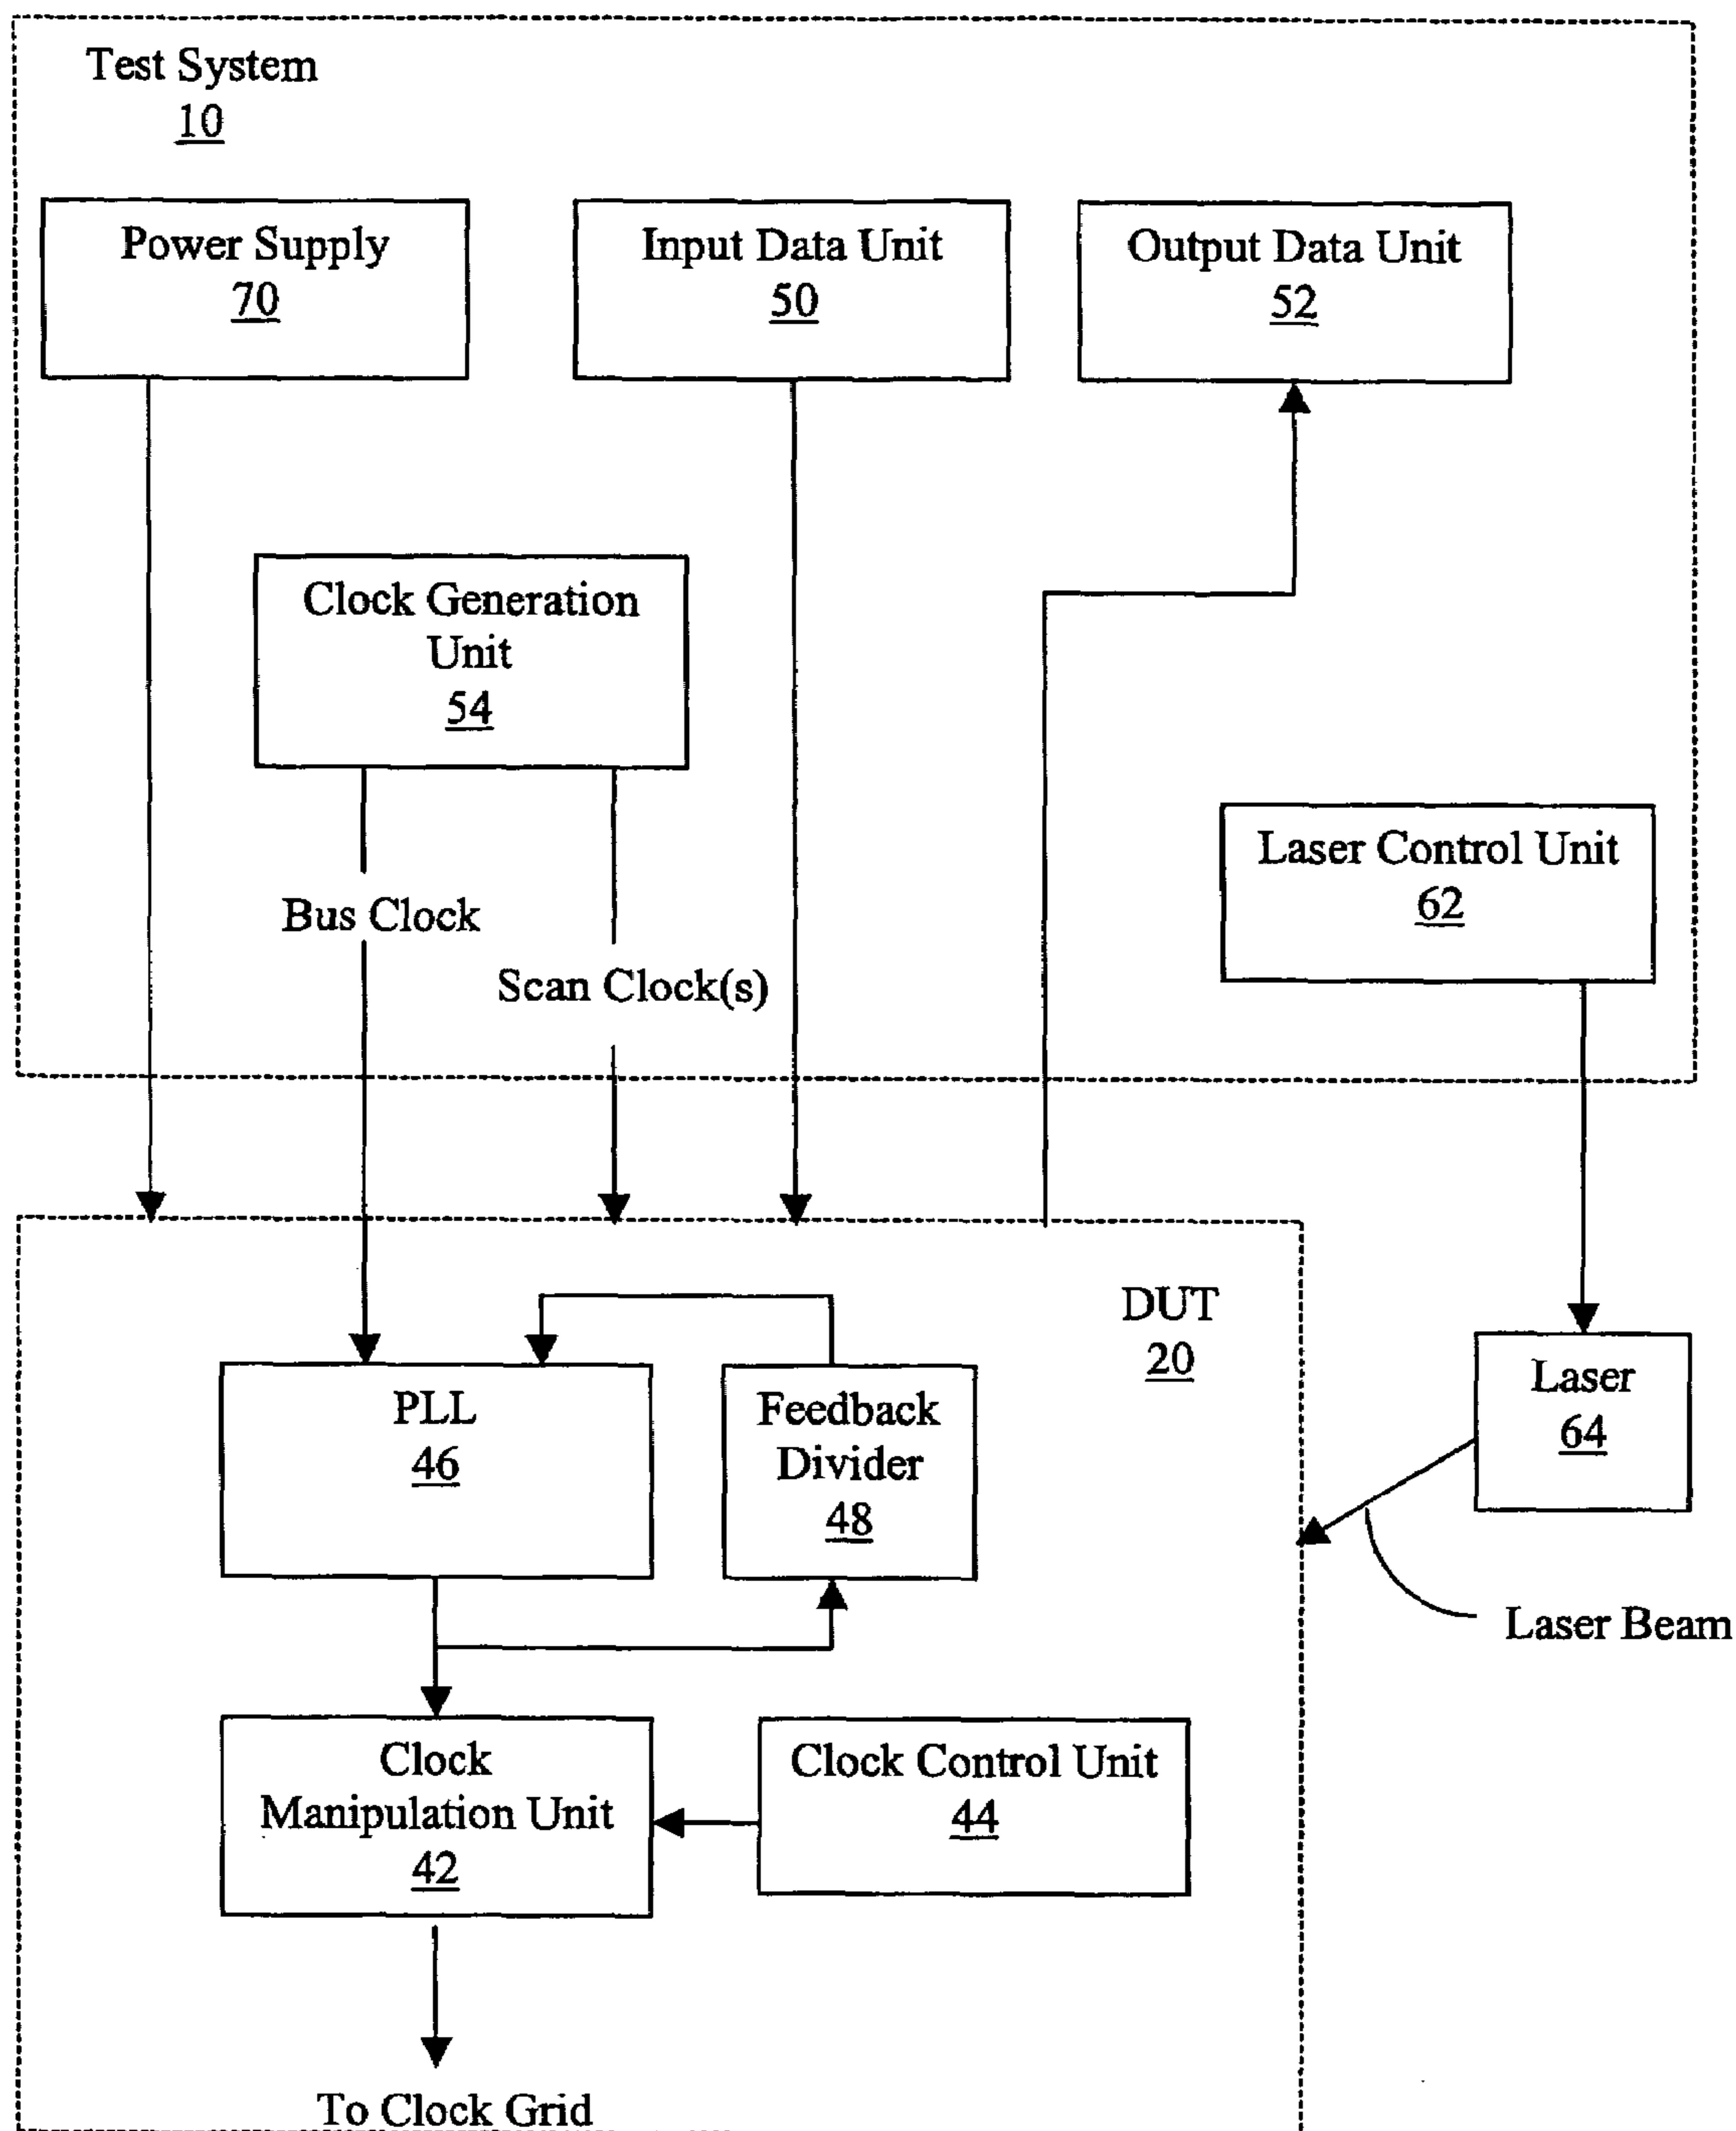 Test System
10
Power Supply
70
Input Data Unit
50
Output Data Unit
52
Clock Generation
Unit
54
Laser Control Unit
62
Bus Clock
Scan Clock(s)
DUT
20
PLL
46
Feedback
Divider
48
Laser
64
Laser Beam
Clock
Manipulation Unit
42
Clock Control Unit
44
To Clock Grid